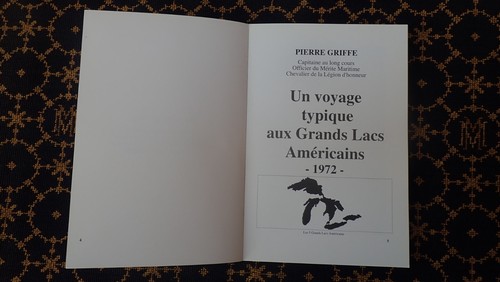 PIERRE GRIFFE
Capitaine au long cours
Officier du Mérite Maritime
Chevalier de la Légion d'honneur
Un voyage
typique
aux Grands Lacs
Américains
- 1972 -